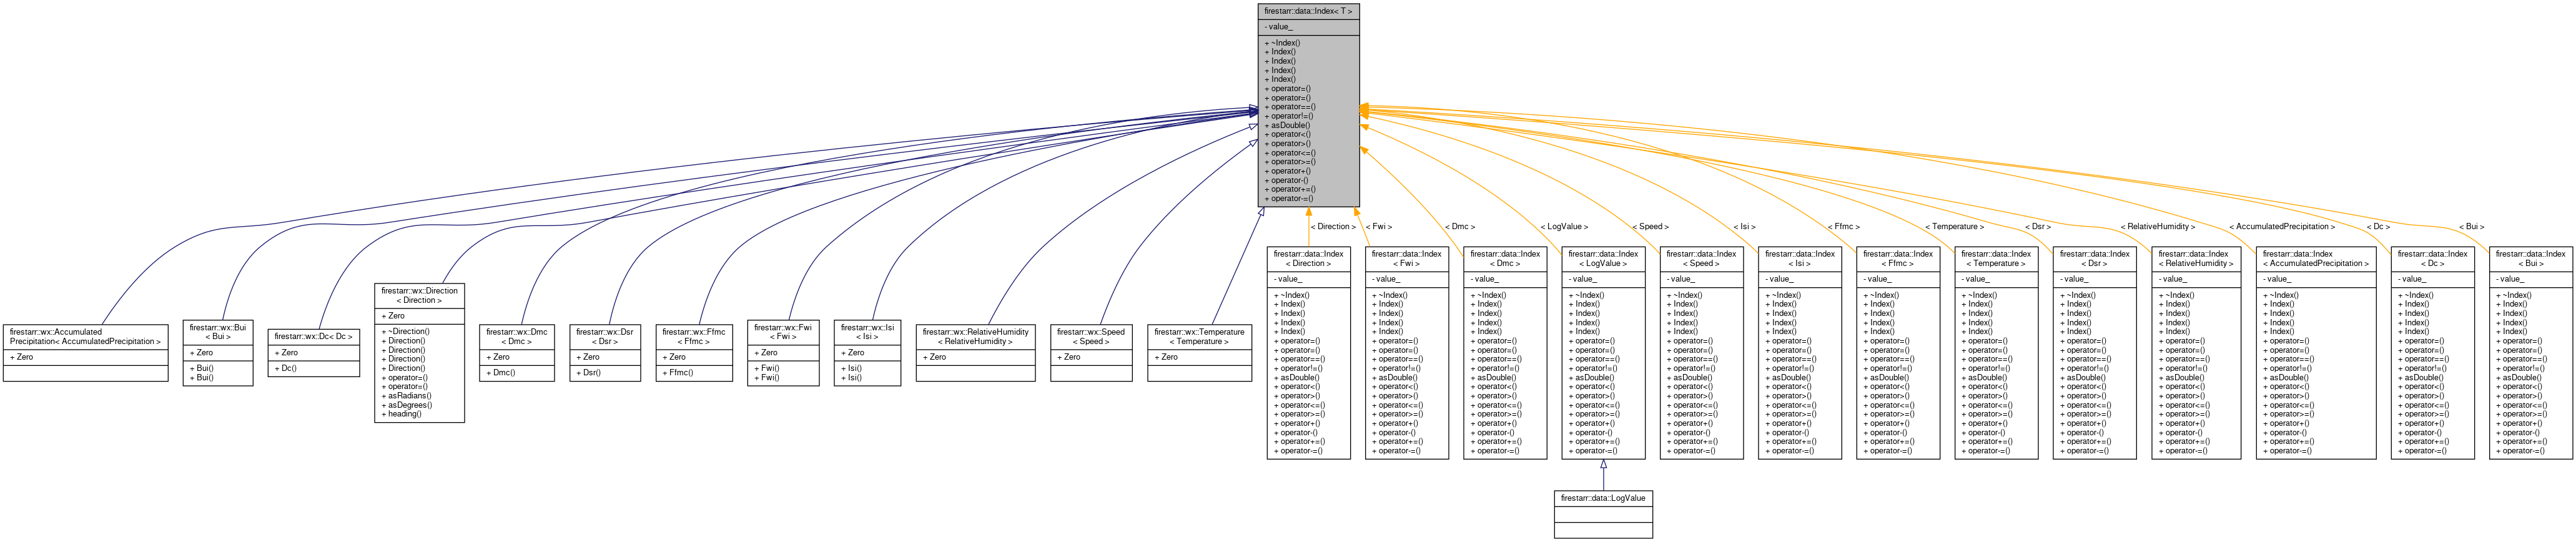 firestarr::data::Index< T >
- value_
+ ~Index()
+ Index()
+ Index()
+ Index()
+ Index()
+ operator=()
+ operator=()
+ operator==()
+ operator!=()
+ asDouble()
+ operator<()
+ operator>()
+ operator<=()
+ operator>=()
+ operator+()
+ operator-()
+ operator+=()
+ operator-=()
< Direction >
< Fwi >
< Dmc >
< LogValue >
< Speed >
< Isi >
< Ffmc >
< Temperature >
< Dsr >
< RelativeHumidity >
< AccumulatedPrecipitation >
< Dc >
< Bui >
firestarr::wx::Accumulated
Precipitation< AccumulatedPrecipitation >
+ Zero
firestarr::wx::Bui
< Bui >
+ Zero
+ Bui()
+ Bui()
firestarr::wx::Dc< Dc >
+ Zero
+ Dc()
firestarr::wx::Direction
< Direction >
+ Zero
+ ~Direction()
+ Direction()
+ Direction()
+ Direction()
+ Direction()
+ operator=()
+ operator=()
+ asRadians()
+ asDegrees()
+ heading()
firestarr::wx::Dmc
< Dmc >
+ Zero
+ Dmc()
firestarr::wx::Dsr
< Dsr >
+ Zero
+ Dsr()
firestarr::wx::Ffmc
< Ffmc >
+ Zero
+ Ffmc()
firestarr::wx::Fwi
< Fwi >
+ Zero
+ Fwi()
+ Fwi()
firestarr::wx::Isi
< Isi >
+ Zero
+ Isi()
+ Isi()
firestarr::wx::RelativeHumidity
< RelativeHumidity >
+ Zero
firestarr::wx::Speed
< Speed >
+ Zero
firestarr::wx::Temperature
< Temperature >
+ Zero
firestarr::data::Index
< Direction >
- value_
+ ~Index()
+ Index()
+ Index()
+ Index()
+ Index()
+ operator=()
+ operator=()
+ operator==()
+ operator!=()
+ asDouble()
+ operator<()
+ operator>()
+ operator<=()
+ operator>=()
+ operator+()
+ operator-()
+ operator+=()
+ operator-=()
firestarr::data::Index
< Fwi >
- value_
+ ~Index()
+ Index()
+ Index()
+ Index()
+ Index()
+ operator=()
+ operator=()
+ operator==()
+ operator!=()
+ asDouble()
+ operator<()
+ operator>()
+ operator<=()
+ operator>=()
+ operator+()
+ operator-()
+ operator+=()
+ operator-=()
firestarr::data::Index
< Dmc >
- value_
+ ~Index()
+ Index()
+ Index()
+ Index()
+ Index()
+ operator=()
+ operator=()
+ operator==()
+ operator!=()
+ asDouble()
+ operator<()
+ operator>()
+ operator<=()
+ operator>=()
+ operator+()
+ operator-()
+ operator+=()
+ operator-=()
firestarr::data::Index
< LogValue >
- value_
+ ~Index()
+ Index()
+ Index()
+ Index()
+ Index()
+ operator=()
+ operator=()
+ operator==()
+ operator!=()
+ asDouble()
+ operator<()
+ operator>()
+ operator<=()
+ operator>=()
+ operator+()
+ operator-()
+ operator+=()
+ operator-=()
firestarr::data::Index
< Speed >
- value_
+ ~Index()
+ Index()
+ Index()
+ Index()
+ Index()
+ operator=()
+ operator=()
+ operator==()
+ operator!=()
+ asDouble()
+ operator<()
+ operator>()
+ operator<=()
+ operator>=()
+ operator+()
+ operator-()
+ operator+=()
+ operator-=()
firestarr::data::Index
< Isi >
- value_
+ ~Index()
+ Index()
+ Index()
+ Index()
+ Index()
+ operator=()
+ operator=()
+ operator==()
+ operator!=()
+ asDouble()
+ operator<()
+ operator>()
+ operator<=()
+ operator>=()
+ operator+()
+ operator-()
+ operator+=()
+ operator-=()
firestarr::data::Index
< Ffmc >
- value_
+ ~Index()
+ Index()
+ Index()
+ Index()
+ Index()
+ operator=()
+ operator=()
+ operator==()
+ operator!=()
+ asDouble()
+ operator<()
+ operator>()
+ operator<=()
+ operator>=()
+ operator+()
+ operator-()
+ operator+=()
+ operator-=()
firestarr::data::Index
< Temperature >
- value_
+ ~Index()
+ Index()
+ Index()
+ Index()
+ Index()
+ operator=()
+ operator=()
+ operator==()
+ operator!=()
+ asDouble()
+ operator<()
+ operator>()
+ operator<=()
+ operator>=()
+ operator+()
+ operator-()
+ operator+=()
+ operator-=()
firestarr::data::Index
< Dsr >
- value_
+ ~Index()
+ Index()
+ Index()
+ Index()
+ Index()
+ operator=()
+ operator=()
+ operator==()
+ operator!=()
+ asDouble()
+ operator<()
+ operator>()
+ operator<=()
+ operator>=()
+ operator+()
+ operator-()
+ operator+=()
+ operator-=()
firestarr::data::Index
< RelativeHumidity >
- value_
+ ~Index()
+ Index()
+ Index()
+ Index()
+ Index()
+ operator=()
+ operator=()
+ operator==()
+ operator!=()
+ asDouble()
+ operator<()
+ operator>()
+ operator<=()
+ operator>=()
+ operator+()
+ operator-()
+ operator+=()
+ operator-=()
firestarr::data::Index
< AccumulatedPrecipitation >
- value_
+ ~Index()
+ Index()
+ Index()
+ Index()
+ Index()
+ operator=()
+ operator=()
+ operator==()
+ operator!=()
+ asDouble()
+ operator<()
+ operator>()
+ operator<=()
+ operator>=()
+ operator+()
+ operator-()
+ operator+=()
+ operator-=()
firestarr::data::Index
< Dc >
- value_
+ ~Index()
+ Index()
+ Index()
+ Index()
+ Index()
+ operator=()
+ operator=()
+ operator==()
+ operator!=()
+ asDouble()
+ operator<()
+ operator>()
+ operator<=()
+ operator>=()
+ operator+()
+ operator-()
+ operator+=()
+ operator-=()
firestarr::data::Index
< Bui >
- value_
+ ~Index()
+ Index()
+ Index()
+ Index()
+ Index()
+ operator=()
+ operator=()
+ operator==()
+ operator!=()
+ asDouble()
+ operator<()
+ operator>()
+ operator<=()
+ operator>=()
+ operator+()
+ operator-()
+ operator+=()
+ operator-=()
firestarr::data::LogValue